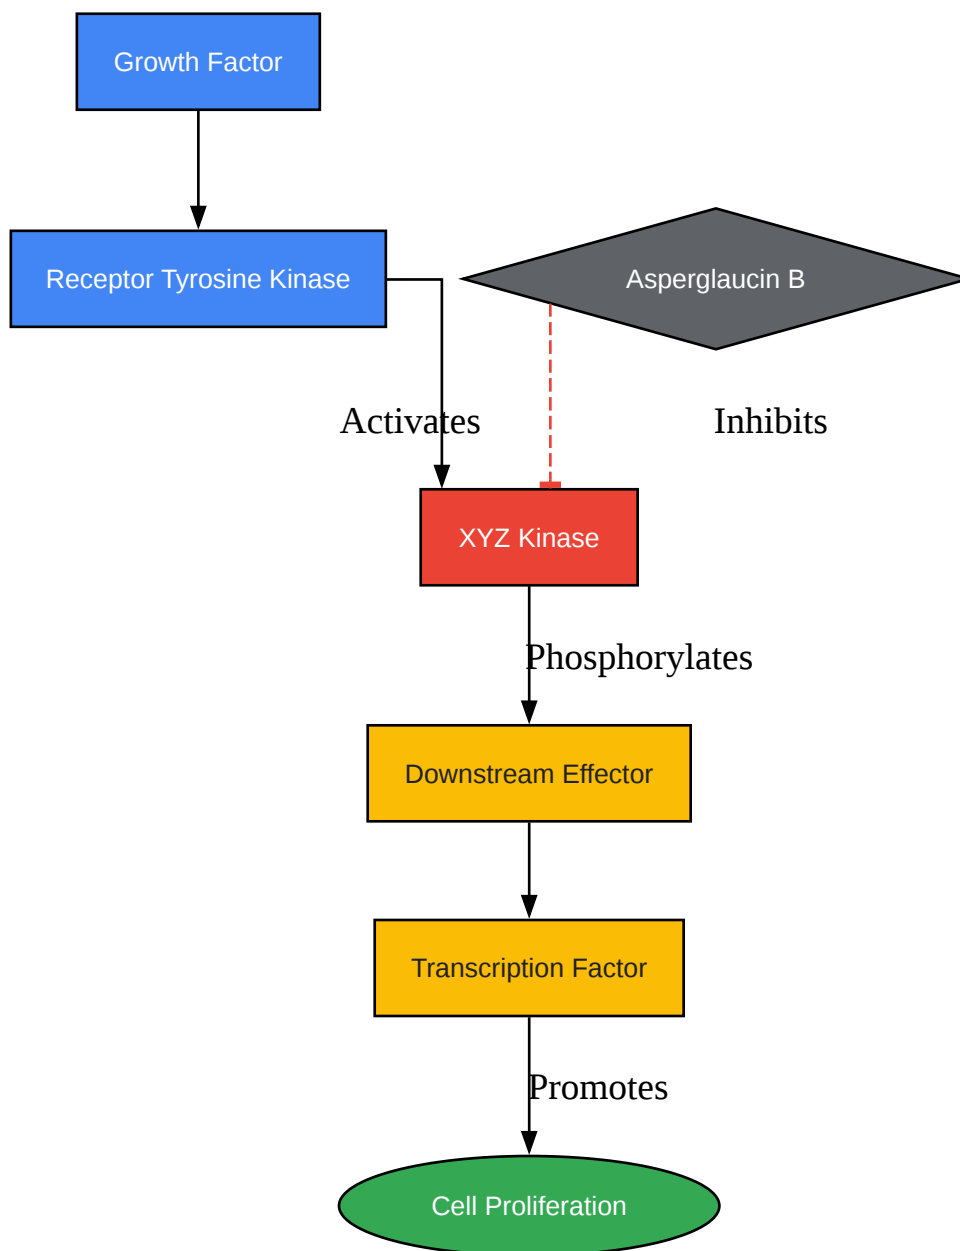 Growth Factor
Receptor Tyrosine Kinase
Asperglaucin B
Activates
Inhibits
XYZ Kinase
Phosphorylates
Downstream Effector
Transcription Factor
Promotes
Cell Proliferation